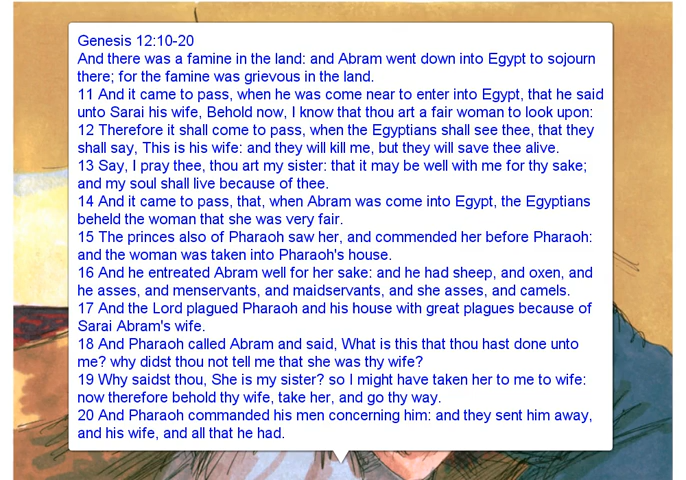 Genesis 12:10-20
And there was a famine in the land: and Abram went down into Egypt to sojourn
there; for the famine was grievous in the land.
11 And it came to pass, when he was come near to enter into Egypt, that he said
unto Sarai his wife, Behold now, I know that thou art a fair woman to look upon:
12 Therefore it shall come to pass, when the Egyptians shall see thee, that they
shall say, This is his wife: and they will kill me, but they will save thee alive.
13 Say, I pray thee, thou art my sister: that it may be well with me for thy sake;
and my soul shall live because of thee.
14 And it came to pass, that, when Abram was come into Egypt, the Egyptians
beheld the woman that she was very fair.
15 The princes also of Pharaoh saw her, and commended her before Pharaoh:
and the woman was taken into Pharaoh's house.
16 And he entreated Abram well for her sake: and he had sheep, and oxen, and
he asses, and menservants, and maidservants, and she asses, and camels.
17 And the Lord plagued Pharaoh and his house with great plagues because of
Sarai Abram's wife.
18 And Pharaoh called Abram and said, What is this that thou hast done unto
me? why didst thou not tell me that she was thy wife?
19 Why saidst thou, She is my sister? so I might have taken her to me to wife:
now therefore behold thy wife, take her, and go thy way.
20 And Pharaoh commanded his men concerning him: and they sent him away,
and his wife, and all that he had.